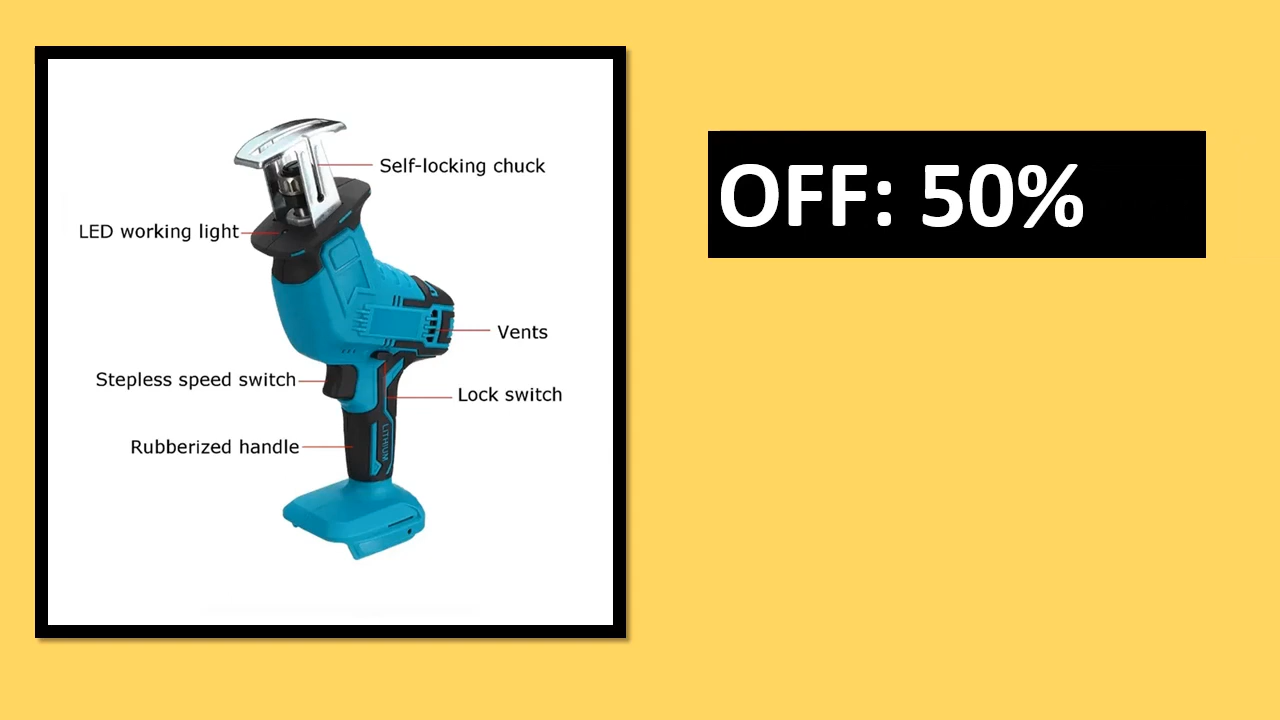 Self-locking chuck
LED working light
Vents
Stepless speed switch
Lock switch
Rubberized handle
LITHIUM
OFF: 50%